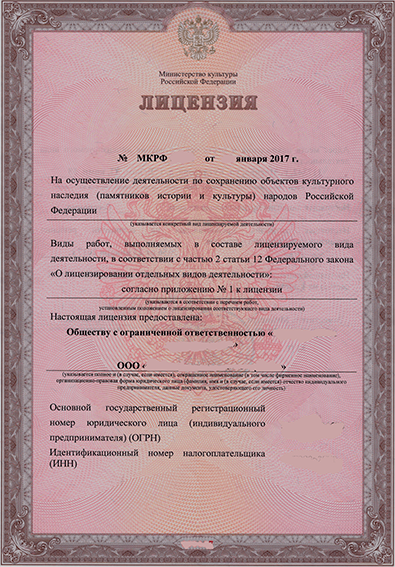 Министерство культуры
Российской Федерации
ЛИЦЕНЗИЯ
№ МКРФ от января 2017 г.
На осуществление деятельности по сохранению объектов культурного
наследия (памятников истории и культуры) народов Российской
Федерации
(указывается конкретный вид лицензируемой деятельности)
Виды работ, выполняемых в составе лицензируемого вида
деятельности, в соответствии с частью 2 статьи 12 Федерального закона
«О лицензировании отдельных видов деятельности»:
согласно приложению № 1 к лицензии
(указываются в соответствии с перечнем работ,
установленным положением о лицензировании соответствующего вида деятельности)
Настоящая лицензия предоставлена:
Обществу с ограниченной ответственностью «
»
ООО « »
(указывается полное и (в случае, если имеется), сокращенное наименование (в том числе фирменное наименование),
организационно-правовая форма юридического лица (фамилия, имя и (в случае, если имеется) отчество индивидуального
предпринимателя, данные документа, удостоверяющего его личность)
Основной государственный регистрационный
номер юридического лица (индивидуального
предпринимателя) (ОГРН)
Идентификационный номер налогоплательщика
(ИНН)